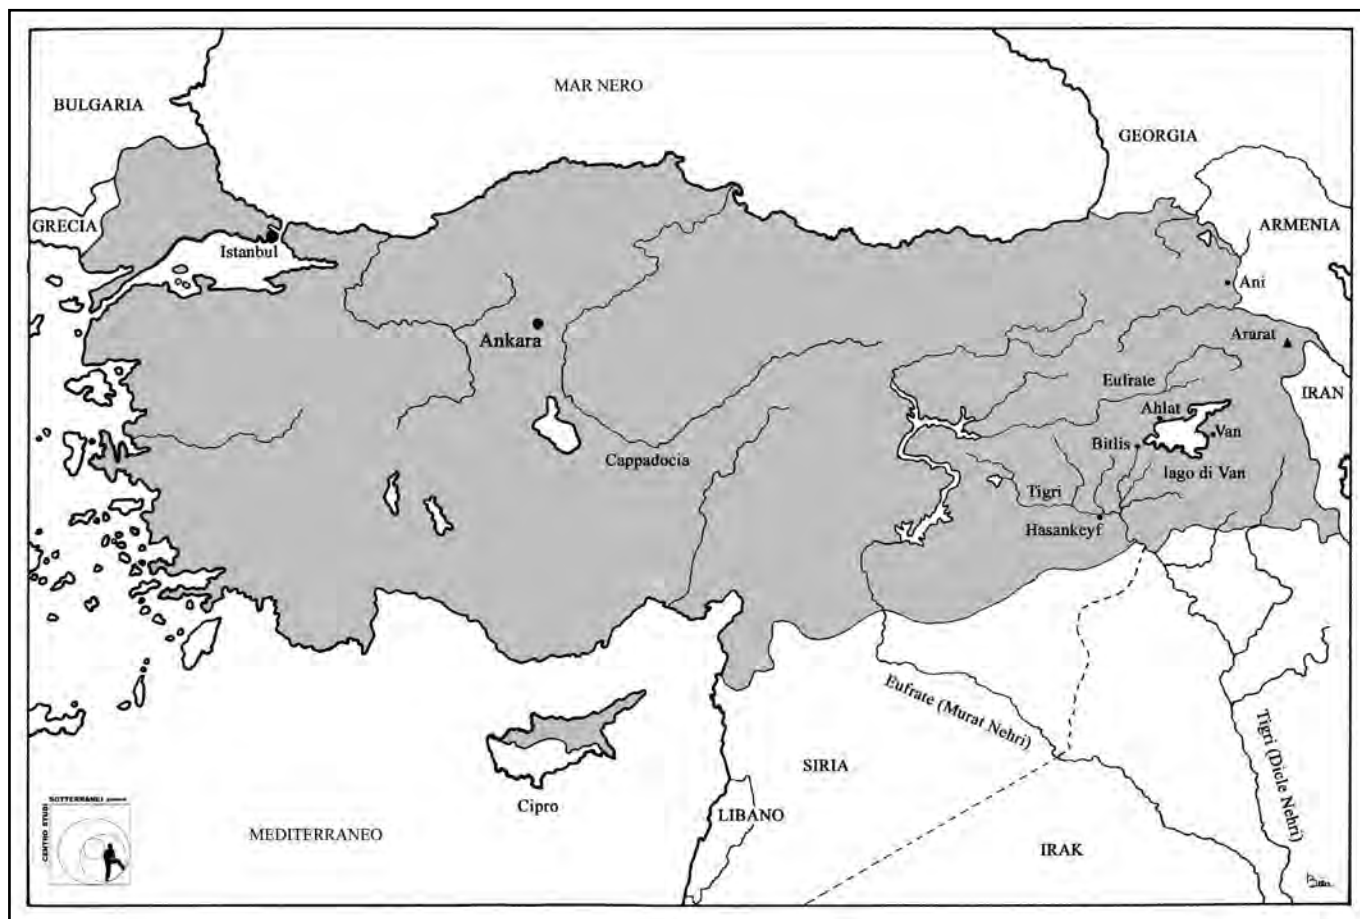 MAR NERO
BULGARIA
GEORGIA
GRECIA
ARMENIA
Istanbul
Ani
Ankara
Ararat
Eufrate
IRAN
Ahlat
Van
Bitlis
Cappadocia
lago di Van
Tigri
Hasankeyf
Eufrate (Murat Nehri)
Tigri (Dicle Nehri)
SIRIA
Cipro
LIBANO
MEDITERRANEO
IRAK
SOTTERRANEI
CENTRO STUDI